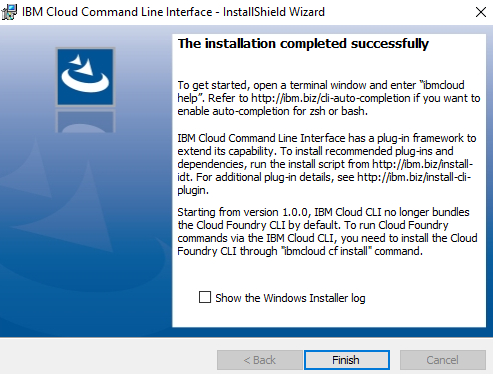 IBM Cloud Command Line Interface - InstallShield Wizard
The installation completed successfully
To get started, open a terminal window and enter "ibmcloud
help". Refer to http://ibm.biz/cli-auto-completion if you want to
enable auto-completion for zsh or bash.
IBM Cloud Command Line Interface has a plug-in framework to
extend its capability. To install recommended plug-ins and
dependencies, run the install script from http://ibm.biz/install-
idt. For additional plug-in details, see http://ibm.biz/install-cli-
plugin.
Starting from version 1.0.0, IBM Cloud CLI no longer bundles
the Cloud Foundry CLI by default. To run Cloud Foundry
commands via the IBM Cloud CLI, you need to install the Cloud
Foundry CLI through "ibmcloud cf install" command.
Show the Windows Installer log
< Back
Finish
Cancel